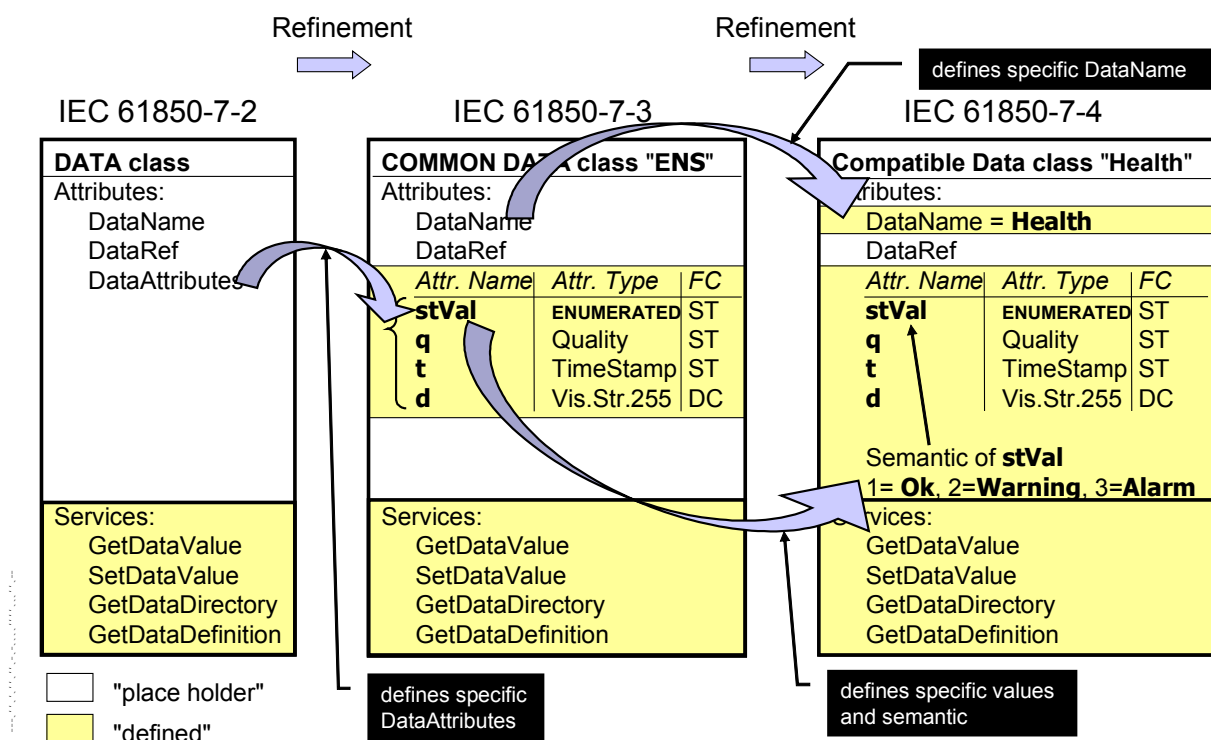 Refinement
Refinement
defines specific DataName
IEC 61850-7-2
DATA class
Attributes:
DataName
DataRef
DataAttributes
Services:
GetDataValue
SetDataValue
GetDataDirectory
GetDataDefinition
IEC 61850-7-3
COMMON DATA class "ENS"
Attributes:
DataName
DataRef
Attr. Name Attr. Type FC
stVal ENUMERATED ST
q Quality ST
t TimeStamp ST
d Vis.Str.255 DC
Services:
GetDataValue
SetDataValue
GetDataDirectory
GetDataDefinition
IEC 61850-7-4
Compatible Data class "Health"
Attributes:
DataName = Health
DataRef
Attr. Name Attr. Type FC
stVal ENUMERATED ST
q Quality ST
t TimeStamp ST
d Vis.Str.255 DC
Semantic of stVal
1= Ok, 2=Warning, 3=Alarm
Services:
GetDataValue
SetDataValue
GetDataDirectory
GetDataDefinition
"place holder"
"defined"
defines specific
DataAttributes
defines specific values
and semantic